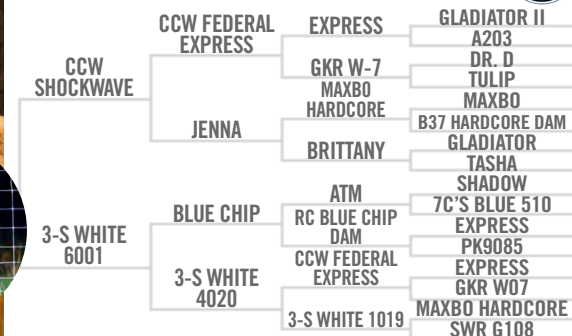 CCW
SHOCKWAVE
3-S WHITE
6001
CCW FEDERAL
EXPRESS
JENNA
BLUE CHIP
3-S WHITE
4020
EXPRESS
GKR W-7
MAXBO
HARDCORE
BRITTANY
ATM
RC BLUE CHIP
DAM
CCW FEDERAL
EXPRESS
3-S WHITE 1019
GLADIATOR II
A203
DR. D
TULIP
MAXBO
B37 HARDCORE DAM
GLADIATOR
TASHA
SHADOW
7C'S BLUE 510
EXPRESS
PK9085
EXPRESS
GKR W07
MAXBO HARDCORE
SWR G108